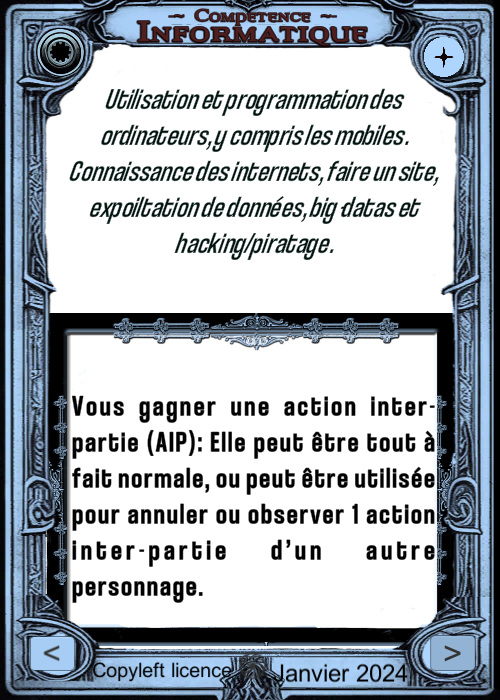 ~ Compétence ~
Informatique
Utilisation et programmation des
ordinateurs, y compris les mobiles.
Connaissance des internets, faire un site,
expoiltation de données, big-datas et
hacking/piratage.
Vous gagner une action inter-
partie (AIP): Elle peut être tout à
fait normale, ou peut être utilisée
pour annuler ou observer 1 action
inter-partie d'un autre
personnage.
< >
Copyleft licence Janvier 2024